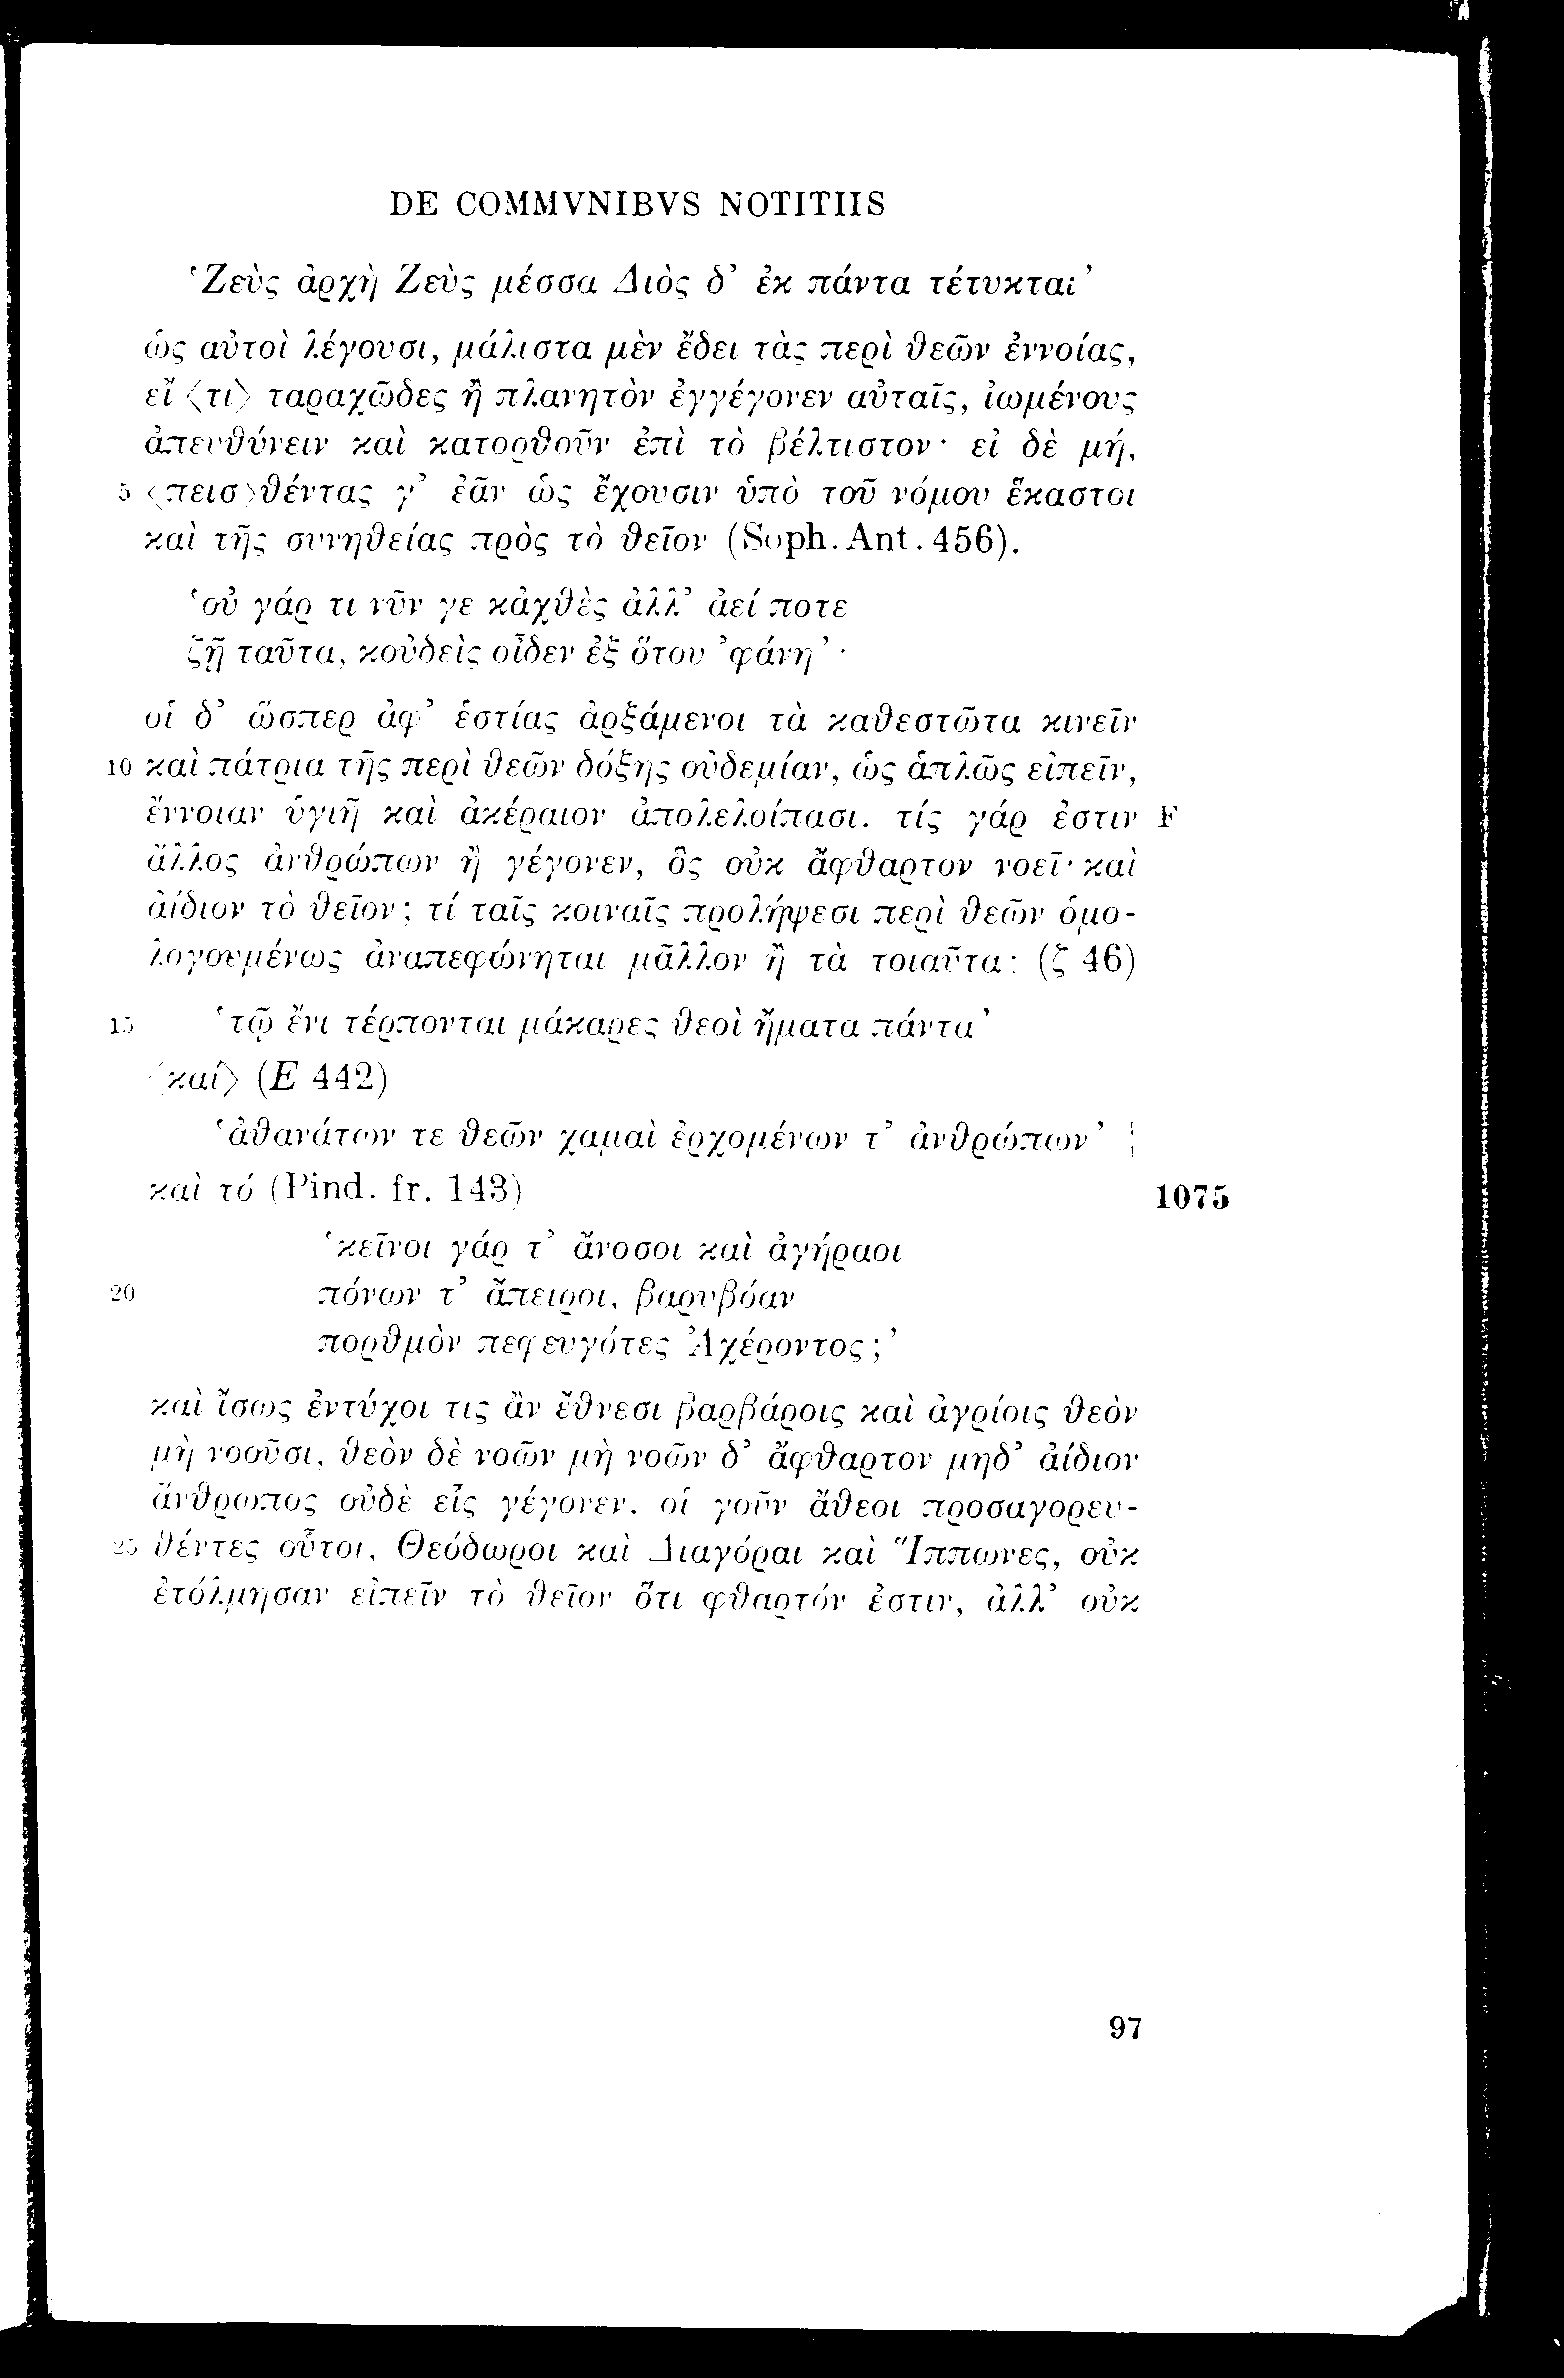 DE COMMVNIBVS NOTITIIS
‘Ζεὺς ἀρχὴ Ζεὺς μέσσα Διὸς δ’ ἐκ πάντα τέτυκται’
ὡς αὐτοὶ λέγουσι, μάλιστα μὲν ἔδει τὰς περὶ θεῶν ἐννοίας,
εἴ <τι> ταραχῶδες ἢ πλανητὸν ἐγγέγονεν αὐταῖς, ἰωμένους
ἀπευθύνειν καὶ κατορθοῦν ἐπὶ τὸ βέλτιστον· εἰ δὲ μή,
5 <πεισ>θέντας γ’ ἐᾶν ὡς ἔχουσιν ὑπὸ τοῦ νόμου ἕκαστοι
καὶ τῆς συνηθείας πρὸς τὸ θεῖον (Soph. Ant. 456).
‘οὐ γάρ τι νῦν γε κἀχθὲς ἀλλ’ ἀεί ποτε
ζῇ ταῦτα, κοὐδεὶς οἶδεν ἐξ ὅτου ’φάνη’ ·
οἱ δ’ ὥσπερ ἀφ’ ἑστίας ἀρξάμενοι τὰ καθεστῶτα κινεῖν
10 καὶ πάτρια τῆς περὶ θεῶν δόξης οὐδεμίαν, ὡς ἁπλῶς εἰπεῖν,
ἔννοιαν ὑγιῆ καὶ ἀκέραιον ἀπολελοίπασι. τίς γάρ ἐστιν F
ἄλλος ἀνθρώπων ἢ γέγονεν, ὃς οὐκ ἄφθαρτον νοεῖ· καὶ
ἀίδιον τὸ θεῖον; τί ταῖς κοιναῖς προλήψεσι περὶ θεῶν ὁμο-
λογουμένως ἀναπεφώνηται μᾶλλον ἢ τὰ τοιαῦτα; (ζ 46)
15 ‘τῷ ἔνι τέρπονται μάκαρες θεοὶ ἤματα πάντα’
<καί> (E 442)
‘ἀθανάτων τε θεῶν χαμαὶ ἐρχομένων τ’ ἀνθρώπων’ |
καὶ τό (Pind. fr. 143) 1075
‘κεῖνοι γάρ τ’ ἄνοσοι καὶ ἀγήραοι
20 πόνων τ’ ἄπειροι, βαρυβόαν
πορθμὸν πεφευγότες Ἀχέροντος;’
καὶ ἴσως ἐντύχοι τις ἂν ἔθνεσι βαρβάροις καὶ ἀγρίοις θεὸν
μὴ νοοῦσι, θεὸν δὲ νοῶν μὴ νοῶν δ’ ἄφθαρτον μηδ’ ἀίδιον
ἄνθρωπος οὐδὲ εἷς γέγονεν. οἱ γοῦν ἄθεοι προσαγορευ-
25 θέντες οὗτοι, Θεόδωροι καὶ Διαγόραι καὶ Ἵππωνες, οὐκ
ἐτόλμησαν εἰπεῖν τὸ θεῖον ὅτι φθαρτόν ἐστιν, ἀλλ’ οὐκ
97